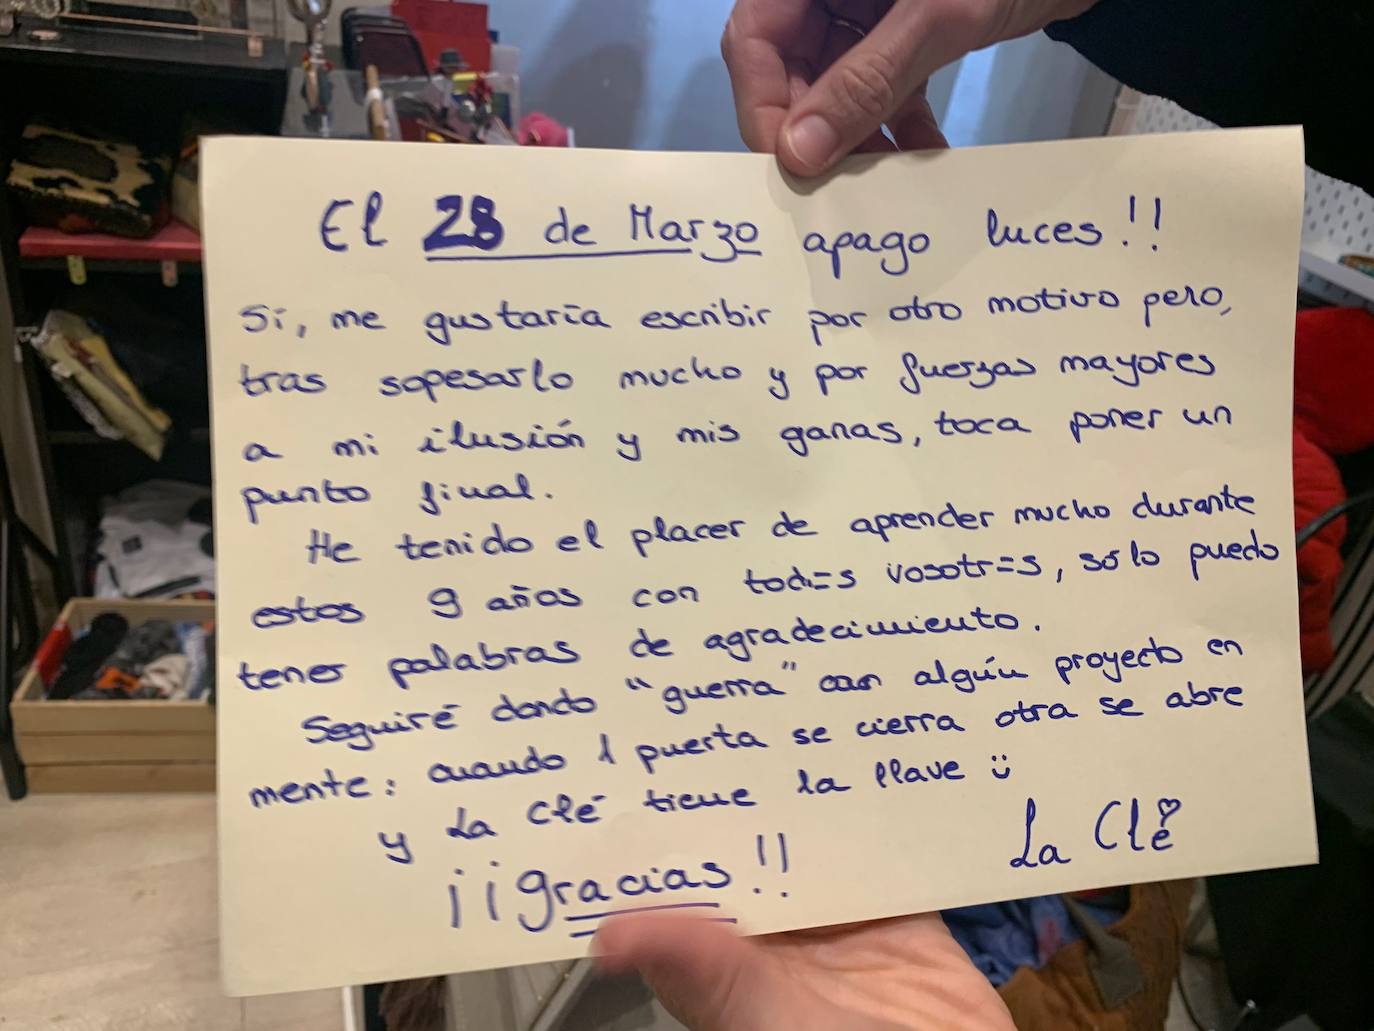 El 28 de Marzo apago luces!!
Sí, me gustaría escribir por otro motivo pero,
tras sopesarlo mucho y por fuerzas mayores
a mi ilusión y mis ganas, toca poner un
punto final.
He tenido el placer de aprender mucho durante
estos 9 años con tod=s vosotr=s, sólo puedo
tener palabras de agradecimiento.
Seguiré dando "guerra" con algún proyecto en
mente: cuando 1 puerta se cierra otra se abre
y La Clé tiene la llave ü
¡¡gracias!!
La Clé